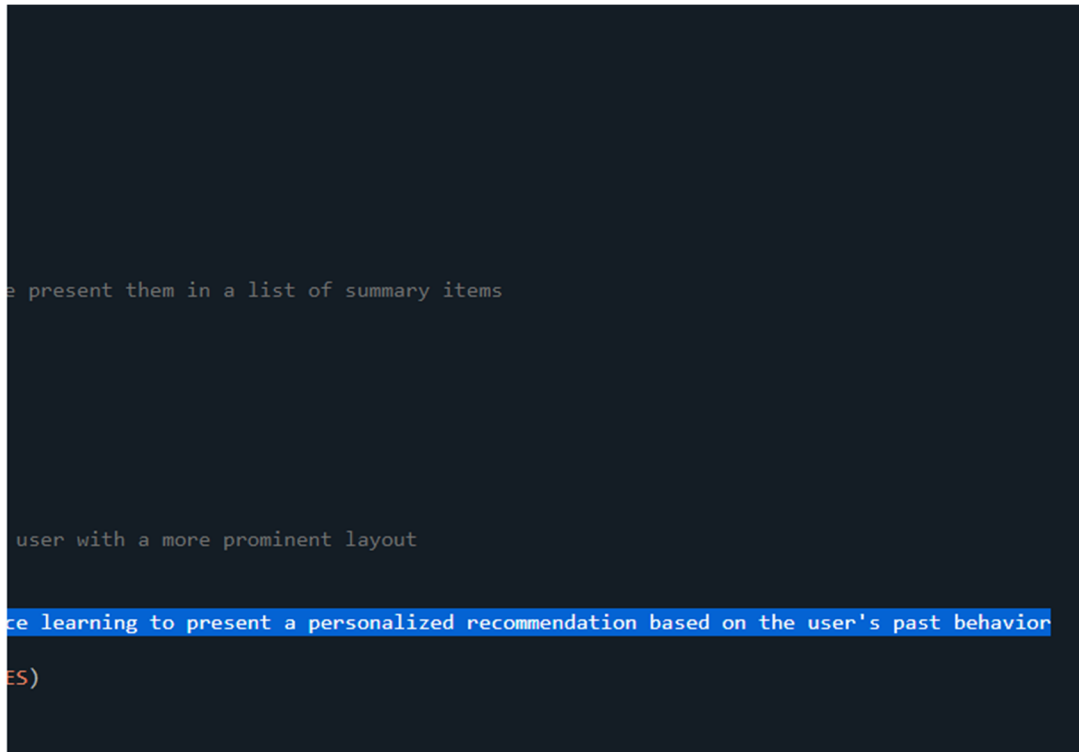 e present them in a list of summary items
user with a more prominent layout
ce learning to present a personalized recommendation based on the user's past behavior
ES)